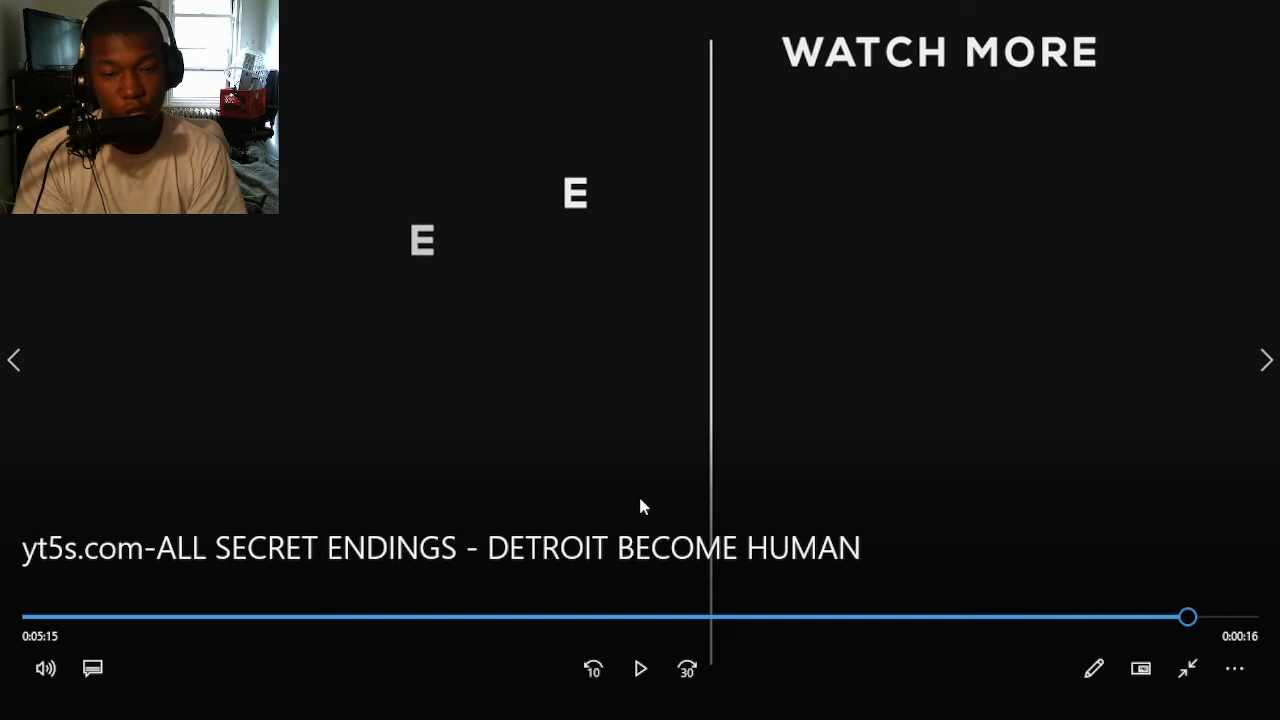 WATCH MORE
E
E
yt5s.com-ALL SECRET ENDINGS - DETROIT BECOME HUMAN
0:05:15
0:00:16
10
30